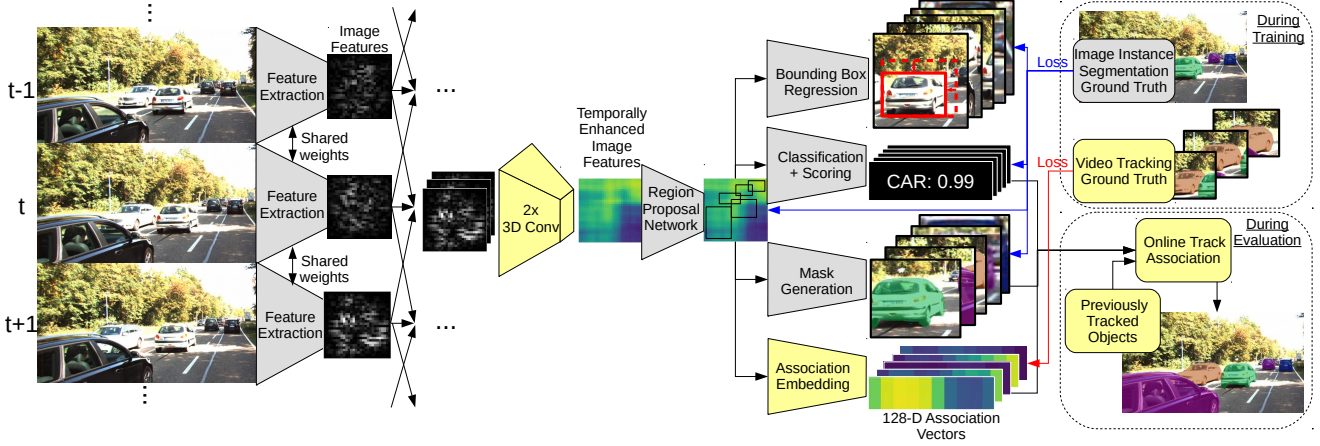 t-1
t
t+1
Feature
Extraction
Shared
weights
Feature
Extraction
Shared
weights
Feature
Extraction
Image
Features
...
...
2x
3D Conv
Temporally
Enhanced
Image
Features
Region
Proposal
Network
Bounding Box
Regression
Classification
+ Scoring
CAR: 0.99
Mask
Generation
Association
Embedding
128-D Association
Vectors
Loss
Loss
During
Training
Image Instance
Segmentation
Ground Truth
Video Tracking
Ground Truth
During
Evaluation
Online Track
Association
Previously
Tracked
Objects